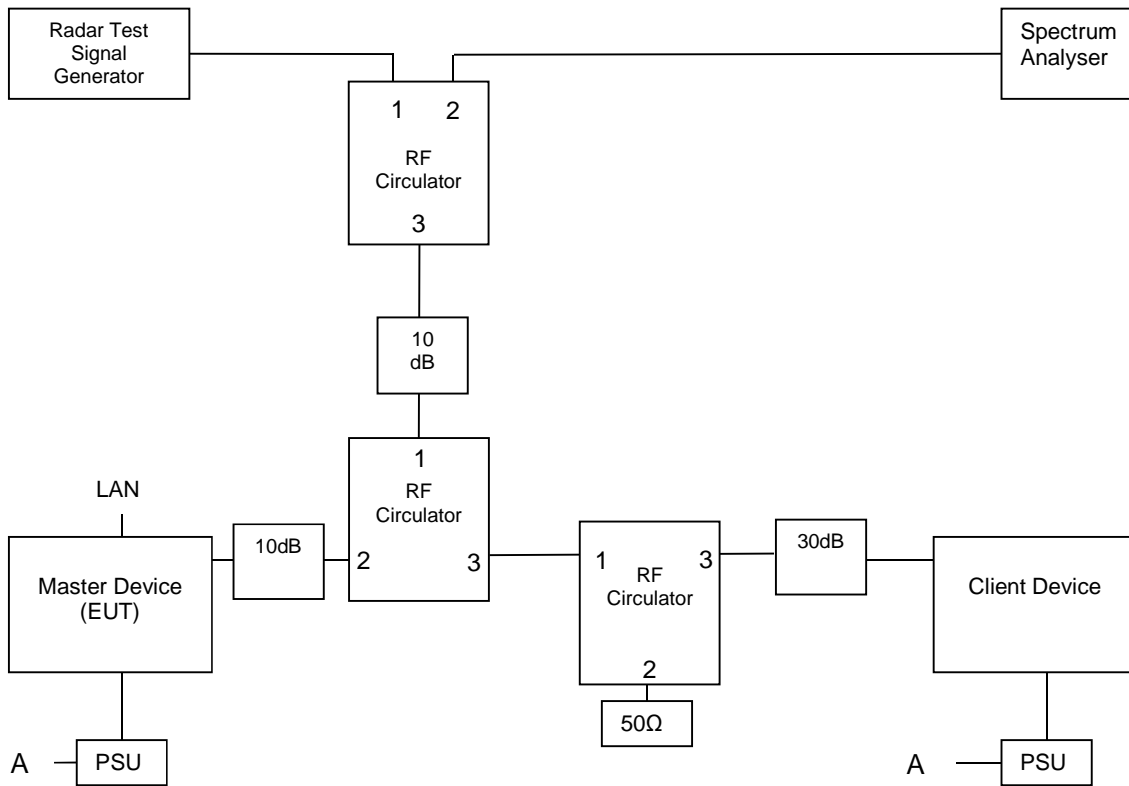 Radar Test
Signal
Generator
Spectrum
Analyser
1 2
RF
Circulator
3
10
dB
1
RF
Circulator
2 3
LAN
Master Device
(EUT)
10dB
1 3
RF
Circulator
2
50Ω
30dB
Client Device
A
PSU
A
PSU